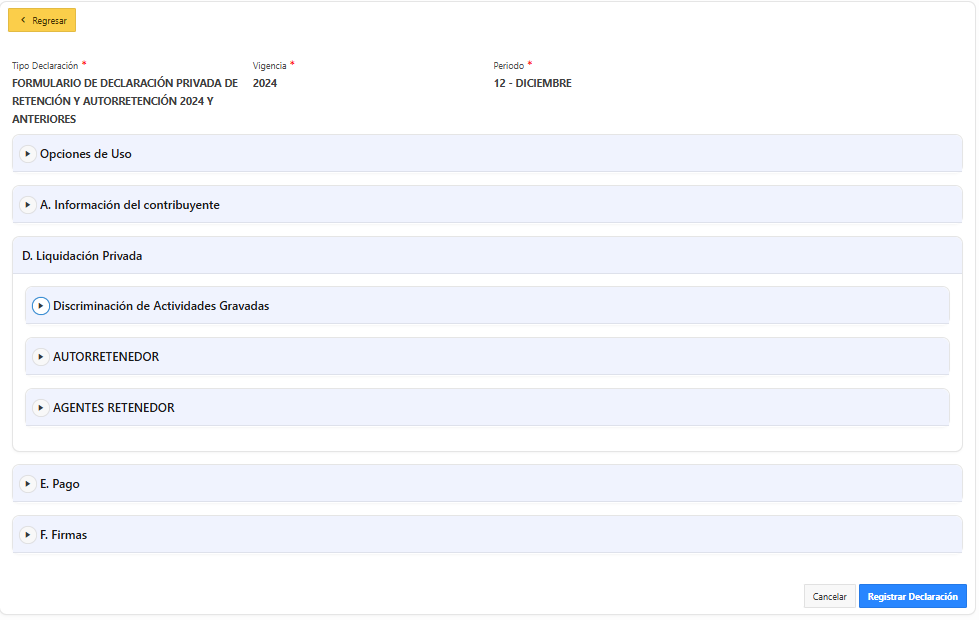 Regresar
Tipo Declaración *
FORMULARIO DE DECLARACIÓN PRIVADA DE
RETENCIÓN Y AUTORRETENCIÓN 2024 Y
ANTERIORES
Vigencia *
2024
Periodo *
12 - DICIEMBRE
Opciones de Uso
A. Información del contribuyente
D. Liquidación Privada
Discriminación de Actividades Gravadas
AUTORRETENEDOR
AGENTES RETENEDOR
E. Pago
F. Firmas
Cancelar
Registrar Declaración